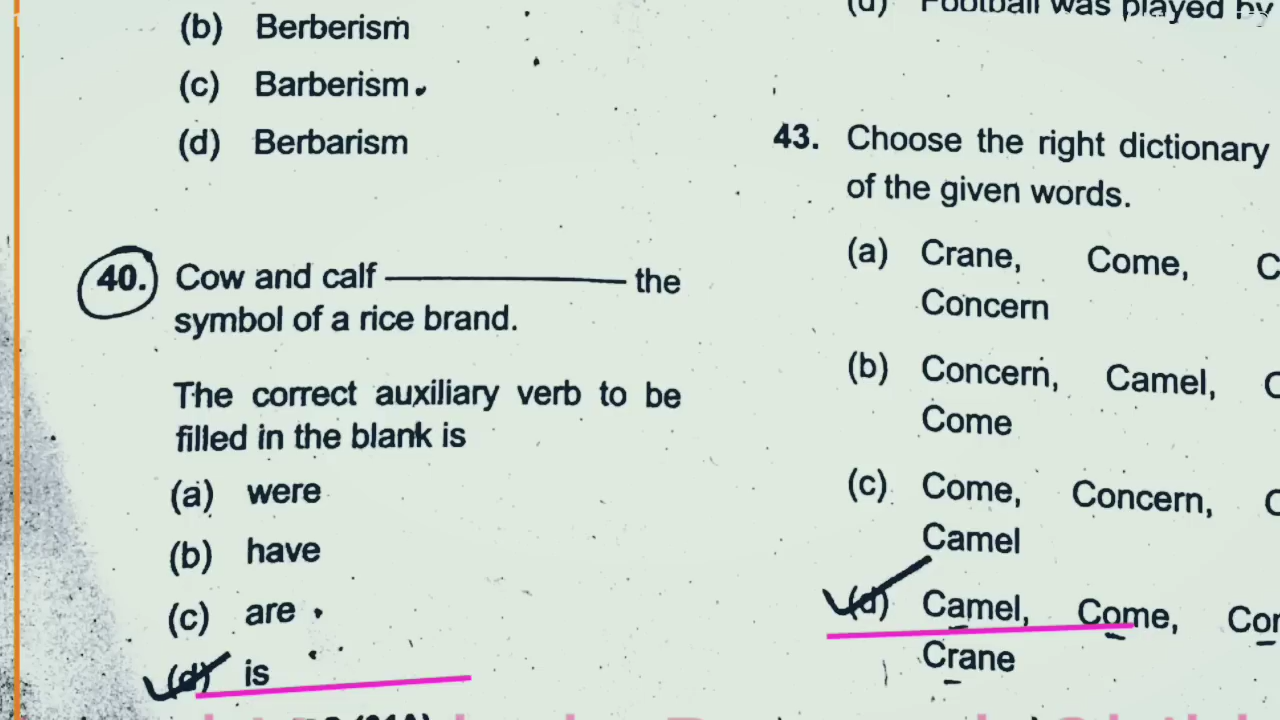 (b) Berberism
(c) Barberism
(d) Berbarism
40. Cow and calf ____________ the
symbol of a rice brand.
The correct auxiliary verb to be
filled in the blank is
(a) were
(b) have
(c) are
(d) is
(d) Football was played by
43. Choose the right dictionary
of the given words.
(a) Crane, Come, C
Concern
(b) Concern, Camel, C
Come
(c) Come, Concern, C
Camel
(d) Camel, Come, Con
Crane